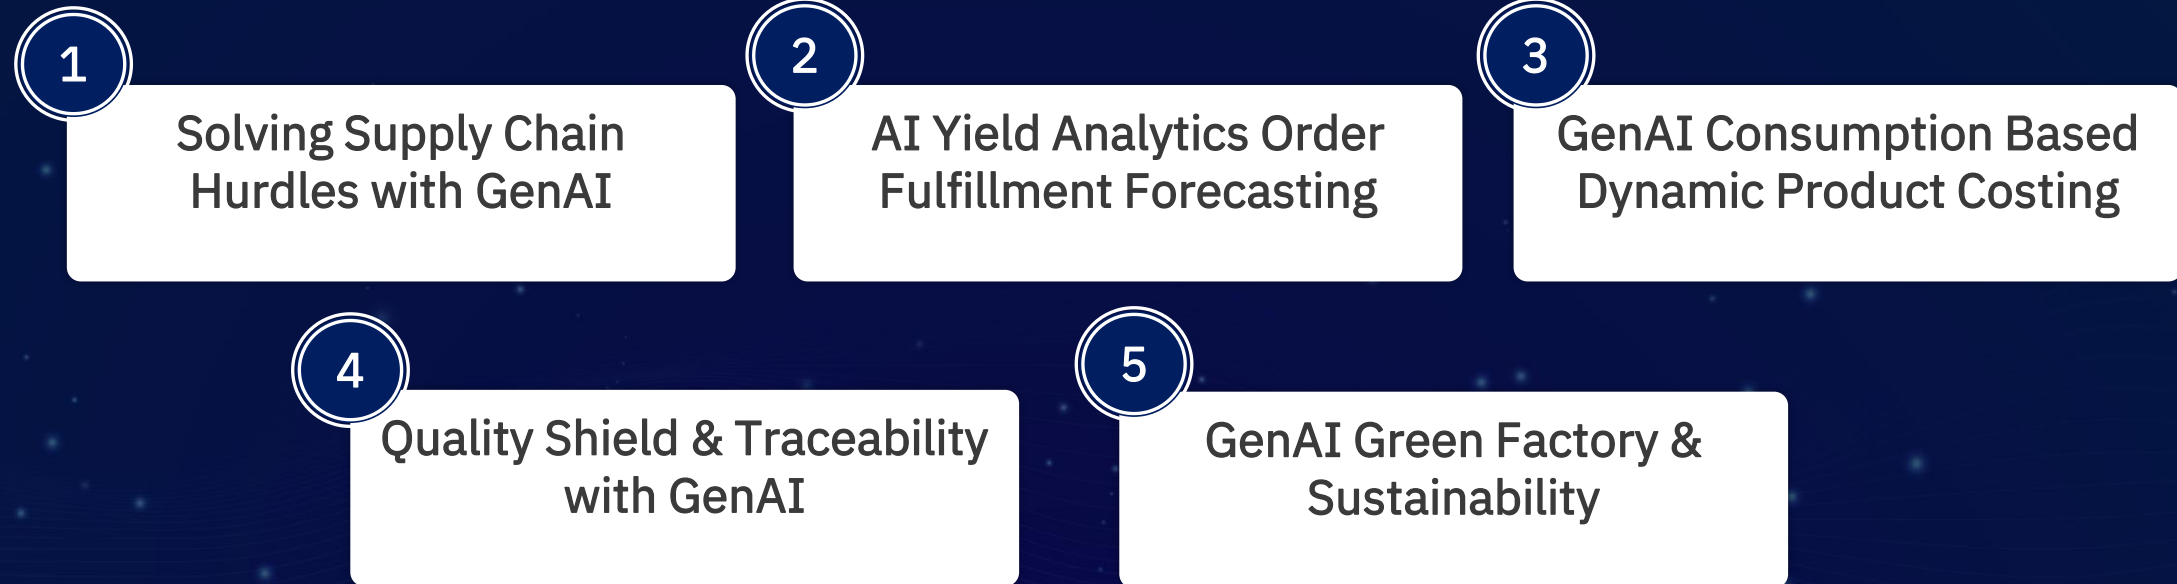 1
Solving Supply Chain
Hurdles with GenAI
2
AI Yield Analytics Order
Fulfillment Forecasting
3
GenAI Consumption Based
Dynamic Product Costing
4
Quality Shield & Traceability
with GenAI
5
GenAI Green Factory &
Sustainability